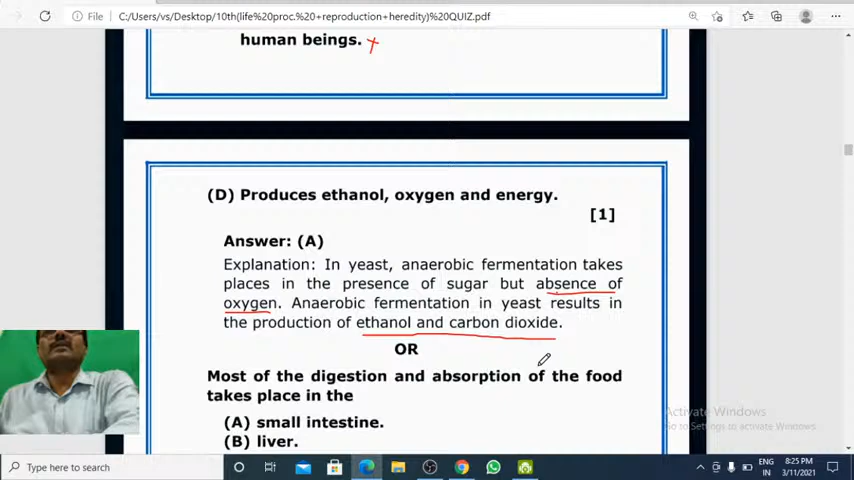 C:/Users/vs/Desktop/10th(life%20proc.%20+reproduction+heredity)%20QUIZ.pdf
human beings.
(D) Produces ethanol, oxygen and energy.
[1]
Answer: (A)
Explanation: In yeast, anaerobic fermentation takes
places in the presence of sugar but absence of
oxygen. Anaerobic fermentation in yeast results in
the production of ethanol and carbon dioxide.
OR
Most of the digestion and absorption of the food
takes place in the
(A) small intestine.
(B) liver.
Activate Windows
Go to Settings to activate Windows.
Type here to search
ENG
IN
8:25 PM
3/11/2021